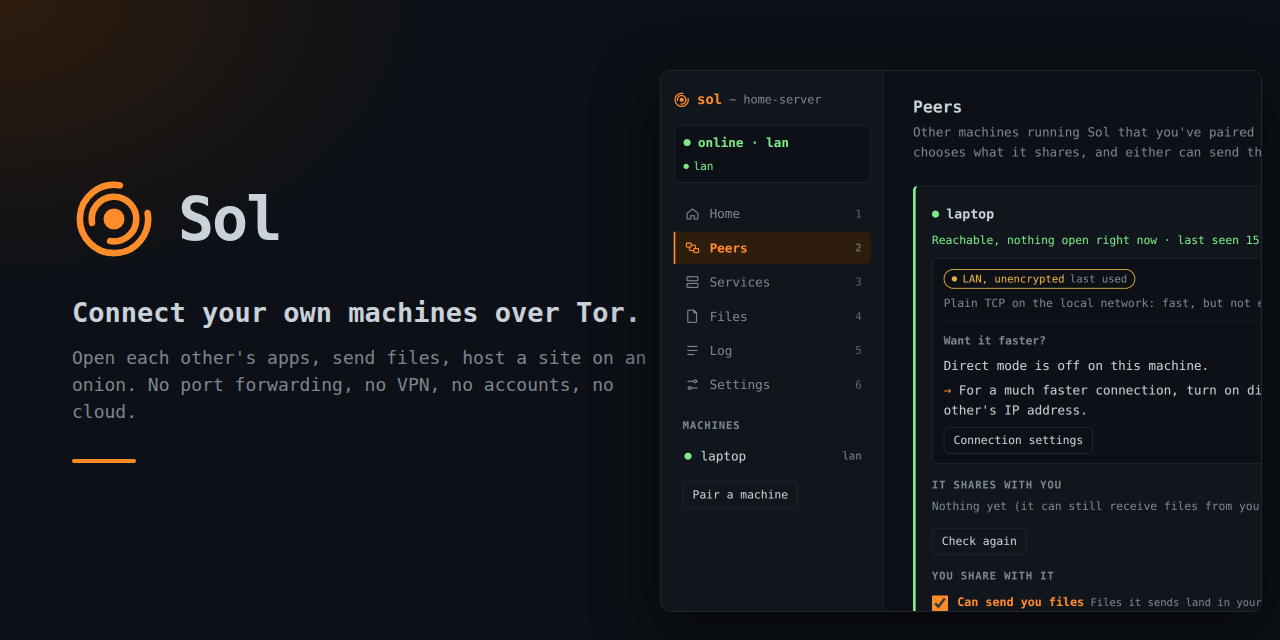 Sol
Connect your own machines over Tor.
Open each other's apps, send files, host a site on an
onion. No port forwarding, no VPN, no accounts, no
cloud.
sol ~ home-server
online · lan
lan
Home 1
Peers 2
Services 3
Files 4
Log 5
Settings 6
MACHINES
laptop lan
Pair a machine
Peers
Other machines running Sol that you've paired
chooses what it shares, and either can send th
laptop
Reachable, nothing open right now · last seen 15
LAN, unencrypted last used
Plain TCP on the local network: fast, but not e
Want it faster?
Direct mode is off on this machine.
→ For a much faster connection, turn on di
other's IP address.
Connection settings
IT SHARES WITH YOU
Nothing yet (it can still receive files from you
Check again
YOU SHARE WITH IT
Can send you files Files it sends land in your